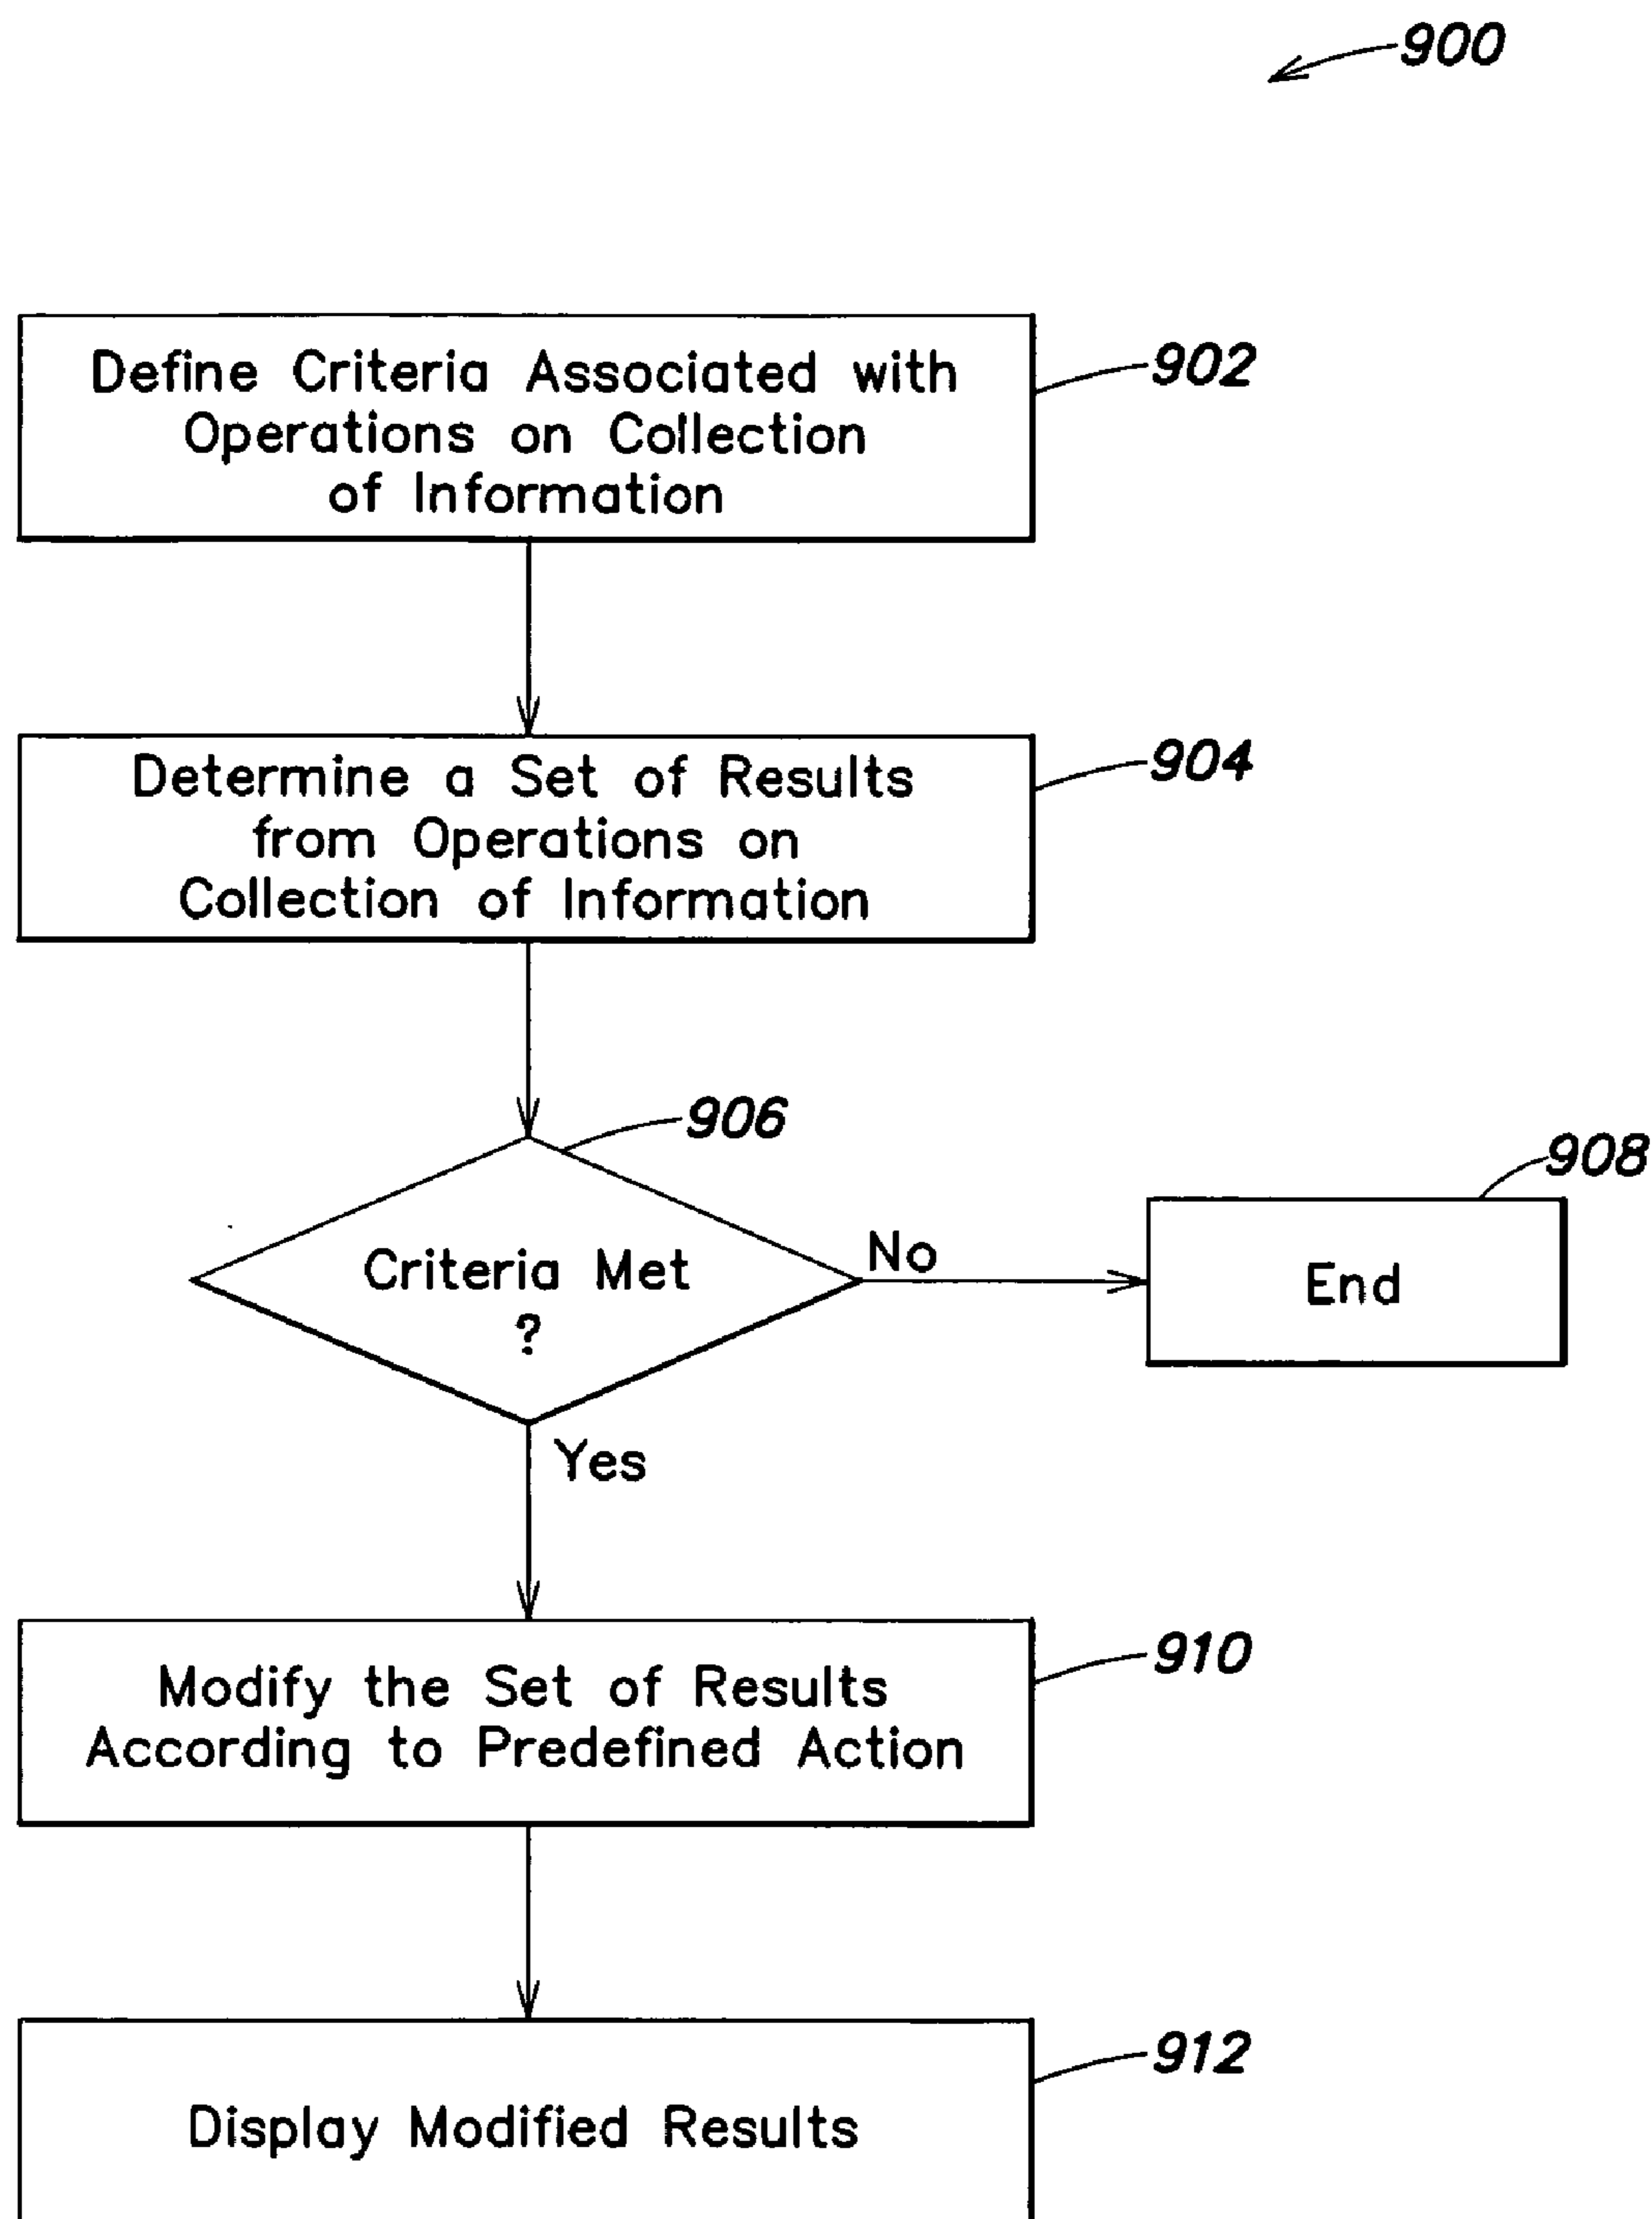 900
Define Criteria Associated with
Operations on Collection
of Information
902
Determine a Set of Results
from Operations on
Collection of Information
904
906
Criteria Met
?
No
908
End
Yes
Modify the Set of Results
According to Predefined Action
910
Display Modified Results
912